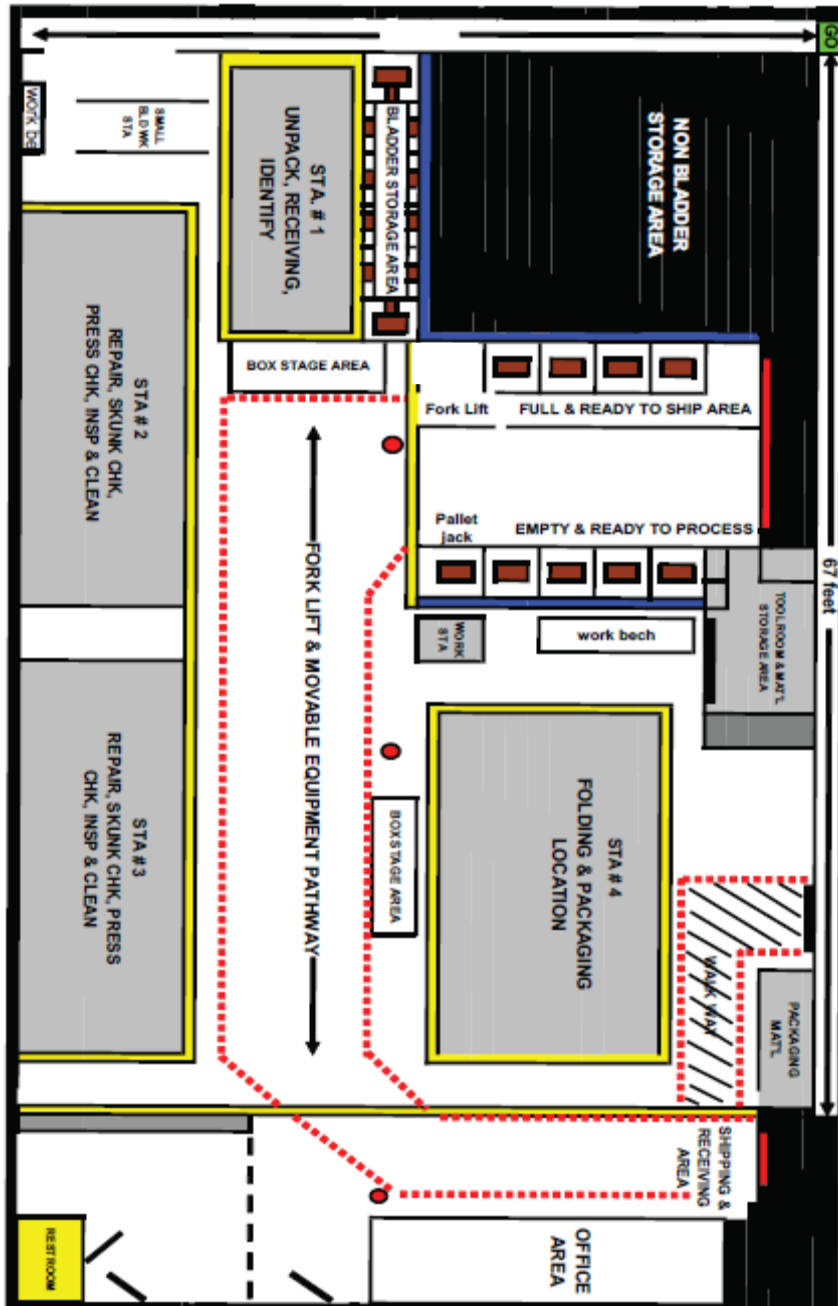 GO
NON BLADDER
STORAGE AREA
BLADDER STORAGE AREA
STA. # 1
UNPACK, RECEIVING,
IDENTIFY
SMALL
BLD WK
STA
work be
BOX STAGE AREA
Fork Lift
FULL & READY TO SHIP AREA
Pallet
jack
EMPTY & READY TO PROCESS
67 feet
TOOLROOM & MAT'L
STORAGE AREA
WORK
STA
work bech
STA # 2
REPAIR, SKUNK CHK,
PRESS CHK, INSP & CLEAN
FORK LIFT & MOVABLE EQUIPMENT PATHWAY
STA #3
REPAIR, SKUNK CHK, PRESS
CHK, INSP & CLEAN
BOX STAGE AREA
STA # 4
FOLDING & PACKAGING
LOCATION
WALK WAY
PACKAGING
MAT'L
SHIPPING &
RECEIVING
AREA
OFFICE
AREA
RESTROOM